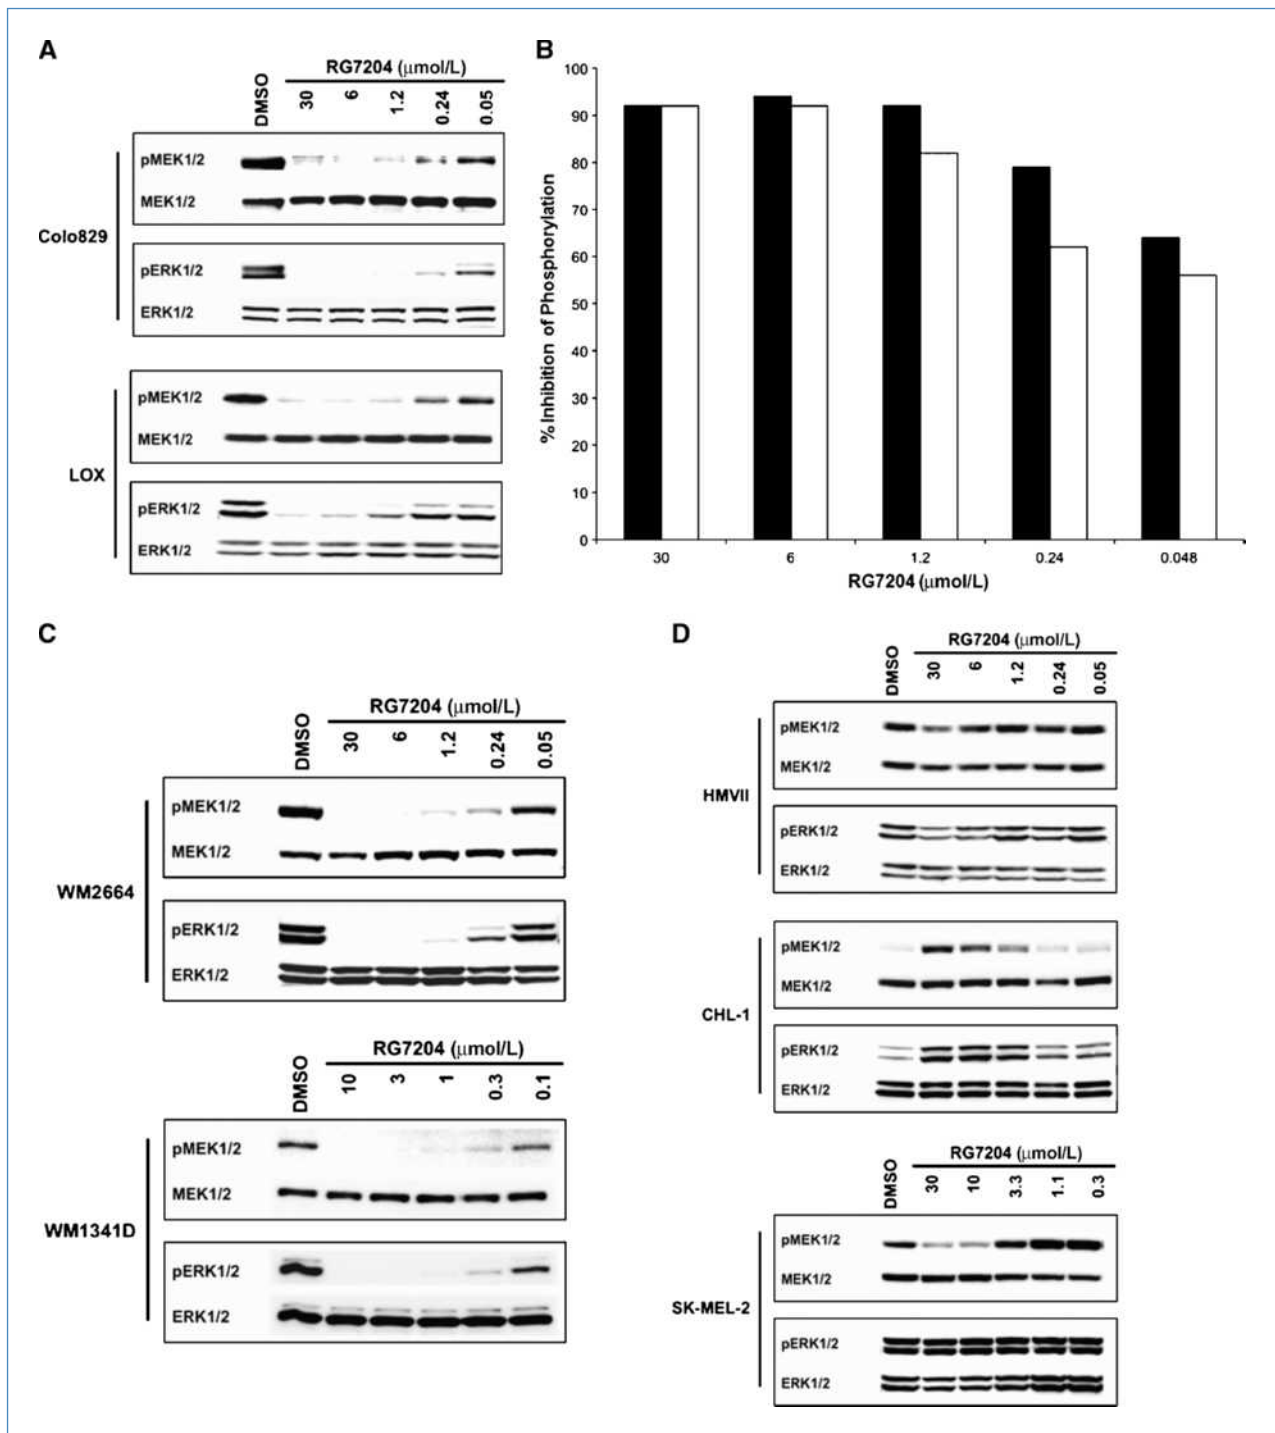 A
RG7204 (μmol/L)
DMSO 30 6 1.2 0.24 0.05
Colo829
pMEK1/2
MEK1/2
pERK1/2
ERK1/2
LOX
pMEK1/2
MEK1/2
pERK1/2
ERK1/2
B
% Inhibition of Phosphorylation
100
90
80
70
60
50
40
30
20
10
0
30 6 1.2 0.24 0.048
RG7204 (μmol/L)
C
RG7204 (μmol/L)
DMSO 30 6 1.2 0.24 0.05
WM2664
pMEK1/2
MEK1/2
pERK1/2
ERK1/2
RG7204 (μmol/L)
DMSO 10 3 1 0.3 0.1
WM1341D
pMEK1/2
MEK1/2
pERK1/2
ERK1/2
D
RG7204 (μmol/L)
DMSO 30 6 1.2 0.24 0.05
HMVII
pMEK1/2
MEK1/2
pERK1/2
ERK1/2
CHL-1
pMEK1/2
MEK1/2
pERK1/2
ERK1/2
RG7204 (μmol/L)
DMSO 30 10 3.3 1.1 0.3
SK-MEL-2
pMEK1/2
MEK1/2
pERK1/2
ERK1/2